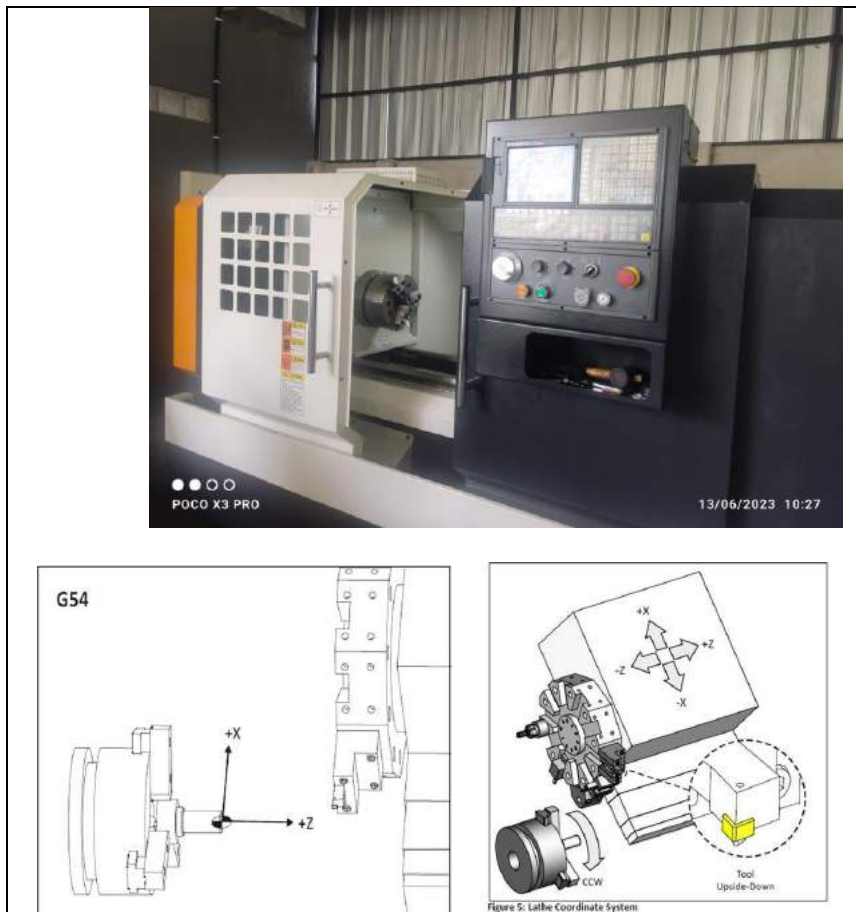 POCO X3 PRO
13/06/2023 10:27
G54
+X
+Z
+X
+Z
-Z
-X
CCW
Tool
Upside-Down
Figure 5: Lathe Coordinate System